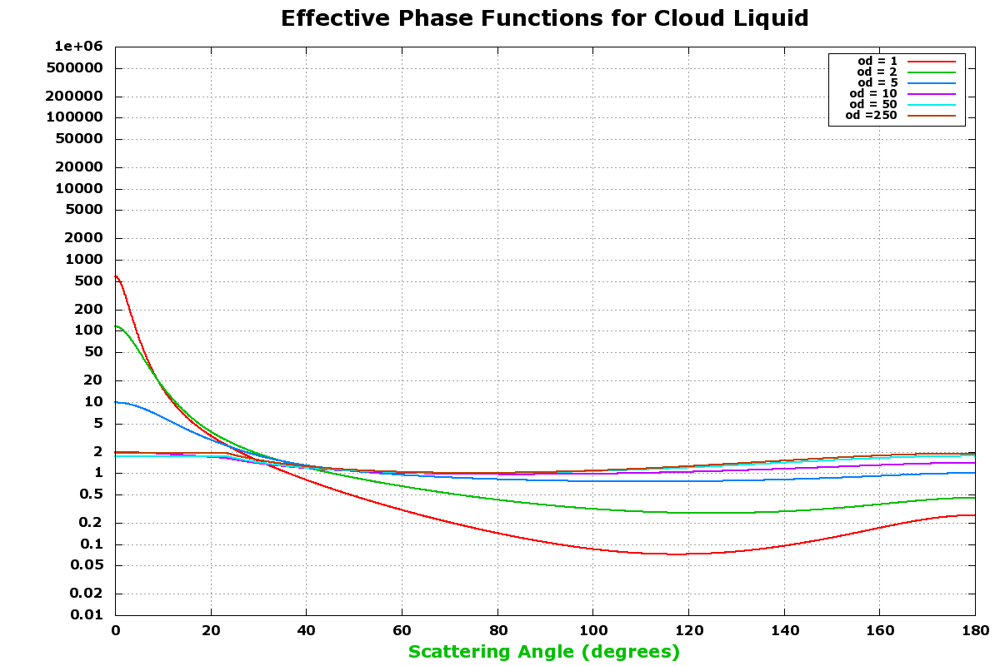 Effective Phase Functions for Cloud Liquid
1e+06
500000
200000
100000
50000
20000
10000
5000
2000
1000
500
200
100
50
20
10
5
2
1
0.5
0.2
0.1
0.05
0.02
0.01
od = 1
od = 2
od = 5
od = 10
od = 50
od =250
0 20 40 60 80 100 120 140 160 180
Scattering Angle (degrees)